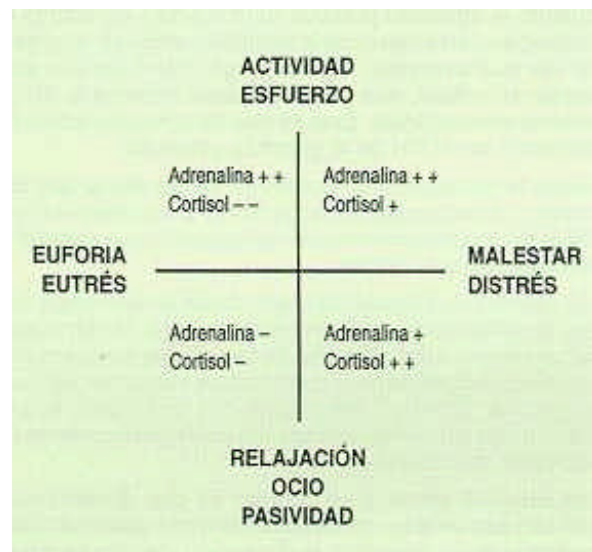 ACTIVIDAD
ESFUERZO
Adrenalina + +
Cortisol – –
Adrenalina + +
Cortisol +
EUFORIA
EUTRÉS
MALESTAR
DISTRÉS
Adrenalina –
Cortisol –
Adrenalina +
Cortisol + +
RELAJACIÓN
OCIO
PASIVIDAD